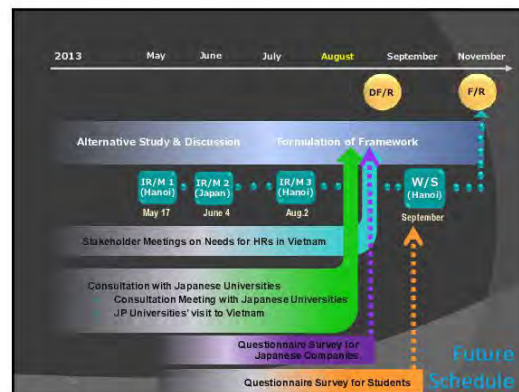 2013 May June July August September November
DF/R F/R
Alternative Study & Discussion Formulation of Framework
IR/M 1 IR/M 2 IR/M 3 W/S
(Hanoi) (Japan) (Hanoi) (Hanoi)
May 17 June 4 Aug.2 September
Stakeholder Meetings on Needs for HRs in Vietnam
Consultation with Japanese Universities
Consultation Meeting with Japanese Universities
JP Universities' visit to Vietnam
Questionnaire Survey for
Japanese Companies
Questionnaire Survey for Students
Future
Schedule